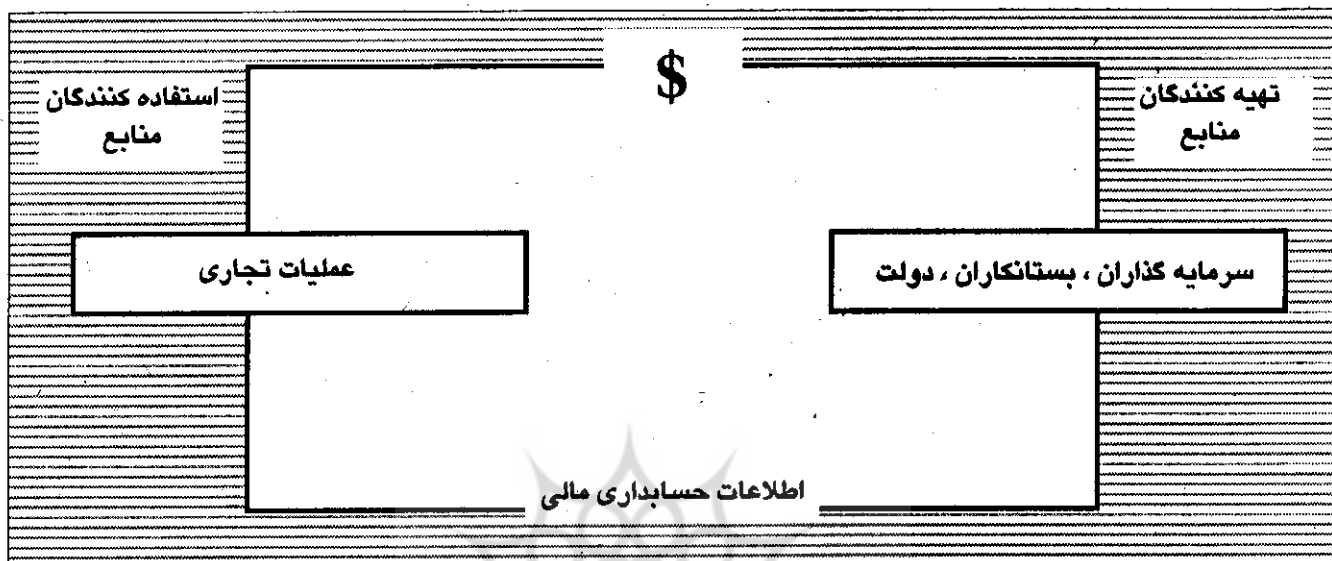 $
تهیه کنندگان
منابع
استفاده کنندگان
منابع
سرمایه گذاران ، بستانکاران ، دولت
عملیات تجاری
اطلاعات حسابداری مالی